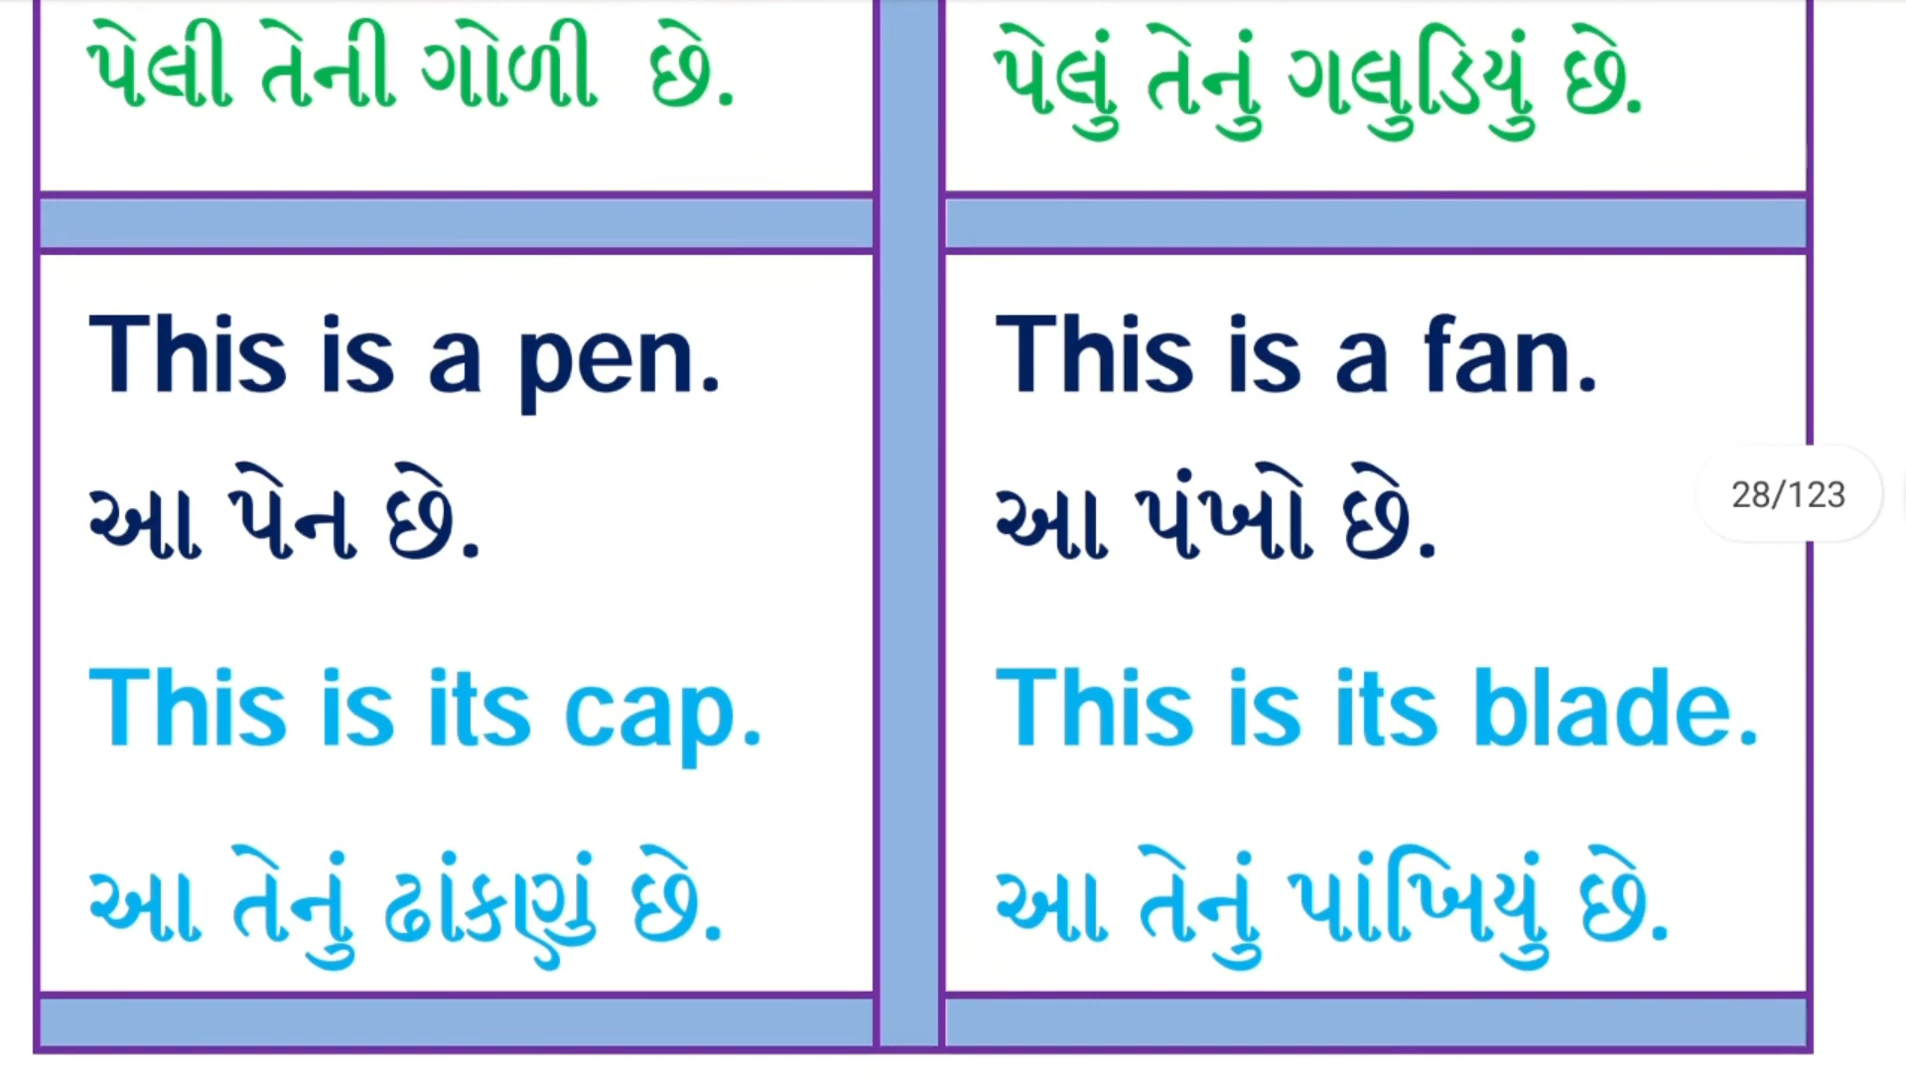 પેલી તેની ગોળી છે.
પેલું તેનું ગલુડિયું છે.
This is a pen.
આ પેન છે.
This is its cap.
આ તેનું ઢાંકણું છે.
This is a fan.
આ પંખો છે.
This is its blade.
આ તેનું પાંખિયું છે.
28/123